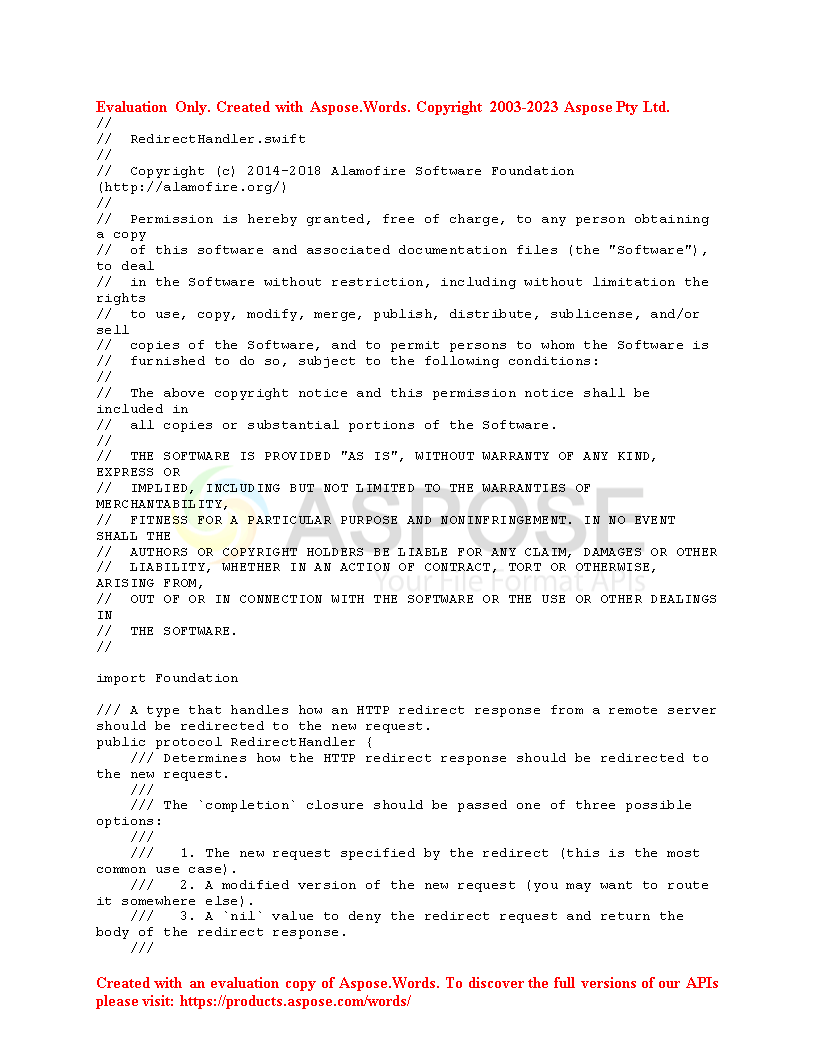 Evaluation Only. Created with Aspose.Words. Copyright 2003-2023 Aspose Pty Ltd.
//
//  RedirectHandler.swift
//
//  Copyright (c) 2014-2018 Alamofire Software Foundation
(http://alamofire.org/)
//
//  Permission is hereby granted, free of charge, to any person obtaining
a copy
//  of this software and associated documentation files (the "Software"),
to deal
//  in the Software without restriction, including without limitation the
rights
//  to use, copy, modify, merge, publish, distribute, sublicense, and/or
sell
//  copies of the Software, and to permit persons to whom the Software is
//  furnished to do so, subject to the following conditions:
//
//  The above copyright notice and this permission notice shall be
included in
//  all copies or substantial portions of the Software.
//
//  THE SOFTWARE IS PROVIDED "AS IS", WITHOUT WARRANTY OF ANY KIND,
EXPRESS OR
//  IMPLIED, INCLUDING BUT NOT LIMITED TO THE WARRANTIES OF
MERCHANTABILITY,
//  FITNESS FOR A PARTICULAR PURPOSE AND NONINFRINGEMENT. IN NO EVENT
SHALL THE
//  AUTHORS OR COPYRIGHT HOLDERS BE LIABLE FOR ANY CLAIM, DAMAGES OR OTHER
//  LIABILITY, WHETHER IN AN ACTION OF CONTRACT, TORT OR OTHERWISE,
ARISING FROM,
//  OUT OF OR IN CONNECTION WITH THE SOFTWARE OR THE USE OR OTHER DEALINGS
IN
//  THE SOFTWARE.
//
ASPOSE
Your File Format APIs
import Foundation
/// A type that handles how an HTTP redirect response from a remote server
should be redirected to the new request.
public protocol RedirectHandler {
    /// Determines how the HTTP redirect response should be redirected to
the new request.
    ///
    /// The `completion` closure should be passed one of three possible
options:
    ///
    ///   1. The new request specified by the redirect (this is the most
common use case).
    ///   2. A modified version of the new request (you may want to route
it somewhere else).
    ///   3. A `nil` value to deny the redirect request and return the
body of the redirect response.
    ///
Created with an evaluation copy of Aspose.Words. To discover the full versions of our APIs
please visit: https://products.aspose.com/words/